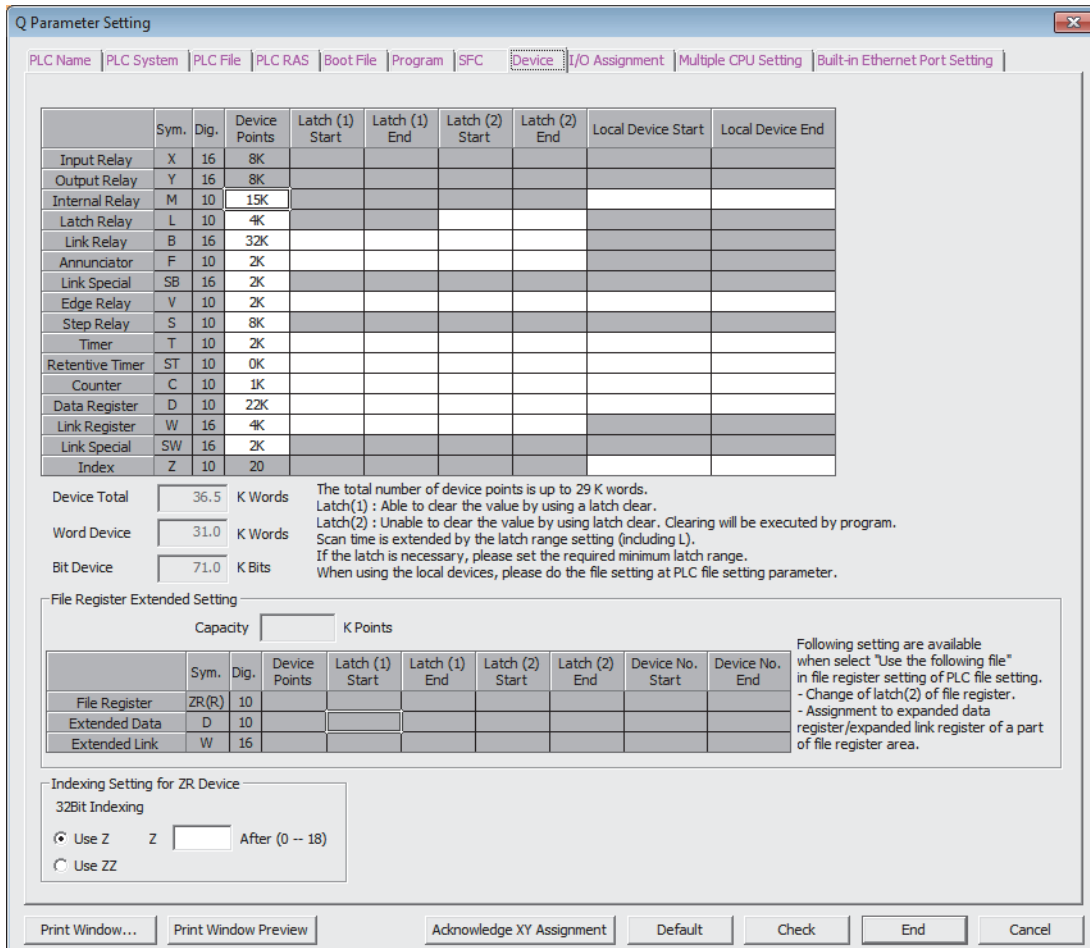 Q Parameter Setting
PLC Name PLC System PLC File PLC RAS Boot File Program SFC Device I/O Assignment Multiple CPU Setting Built-in Ethernet Port Setting
Sym. Dig. Device Points Latch (1) Start Latch (1) End Latch (2) Start Latch (2) End Local Device Start Local Device End
Input Relay X 16 8K
Output Relay Y 16 8K
Internal Relay M 10 15K
Latch Relay L 10 4K
Link Relay B 16 32K
Annunciator F 10 2K
Link Special SB 16 2K
Edge Relay V 10 2K
Step Relay S 10 8K
Timer T 10 2K
Retentive Timer ST 10 0K
Counter C 10 1K
Data Register D 10 22K
Link Register W 16 4K
Link Special SW 16 2K
Index Z 10 20
Device Total 36.5 K Words
Word Device 31.0 K Words
Bit Device 71.0 K Bits
The total number of device points is up to 29 K words.
Latch(1) : Able to clear the value by using a latch clear.
Latch(2) : Unable to clear the value by using latch clear. Clearing will be executed by program.
Scan time is extended by the latch range setting (including L).
If the latch is necessary, please set the required minimum latch range.
When using the local devices, please do the file setting at PLC file setting parameter.
File Register Extended Setting
Capacity K Points
Sym. Dig. Device Points Latch (1) Start Latch (1) End Latch (2) Start Latch (2) End Device No. Start Device No. End
File Register ZR(R) 10
Extended Data D 10
Extended Link W 16
Following setting are available
when select "Use the following file"
in file register setting of PLC file setting.
- Change of latch(2) of file register.
- Assignment to expanded data
register/expanded link register of a part
of file register area.
Indexing Setting for ZR Device
32Bit Indexing
Use Z Z After (0 -- 18)
Use ZZ
Print Window... Print Window Preview Acknowledge XY Assignment Default Check End Cancel